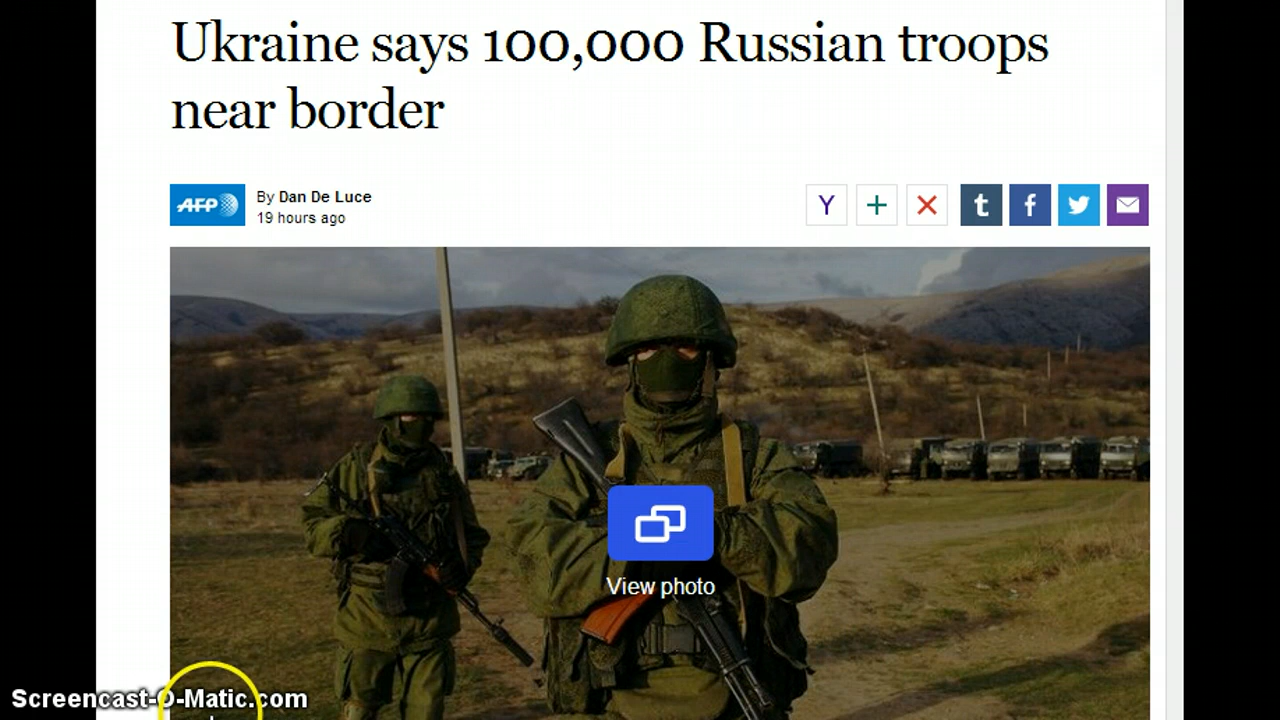 Ukraine says 100,000 Russian troops
near border
AFP
By Dan De Luce
19 hours ago
Y
t
f
View photo
Screencast-O-Matic.com